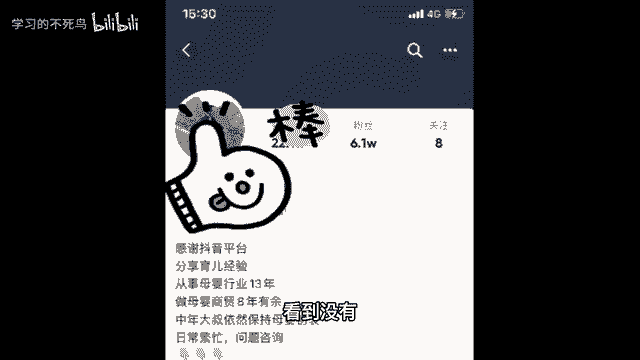 学习的不死鸟 bilibili
15:30
4G
棒
粉丝
关注
6.1w
8
感谢抖音平台
分享育儿经验
从事母婴行业13年
做母婴商贸8年有余
看到没有
中年大叔依然保持母婴
日常繁忙，问题咨询